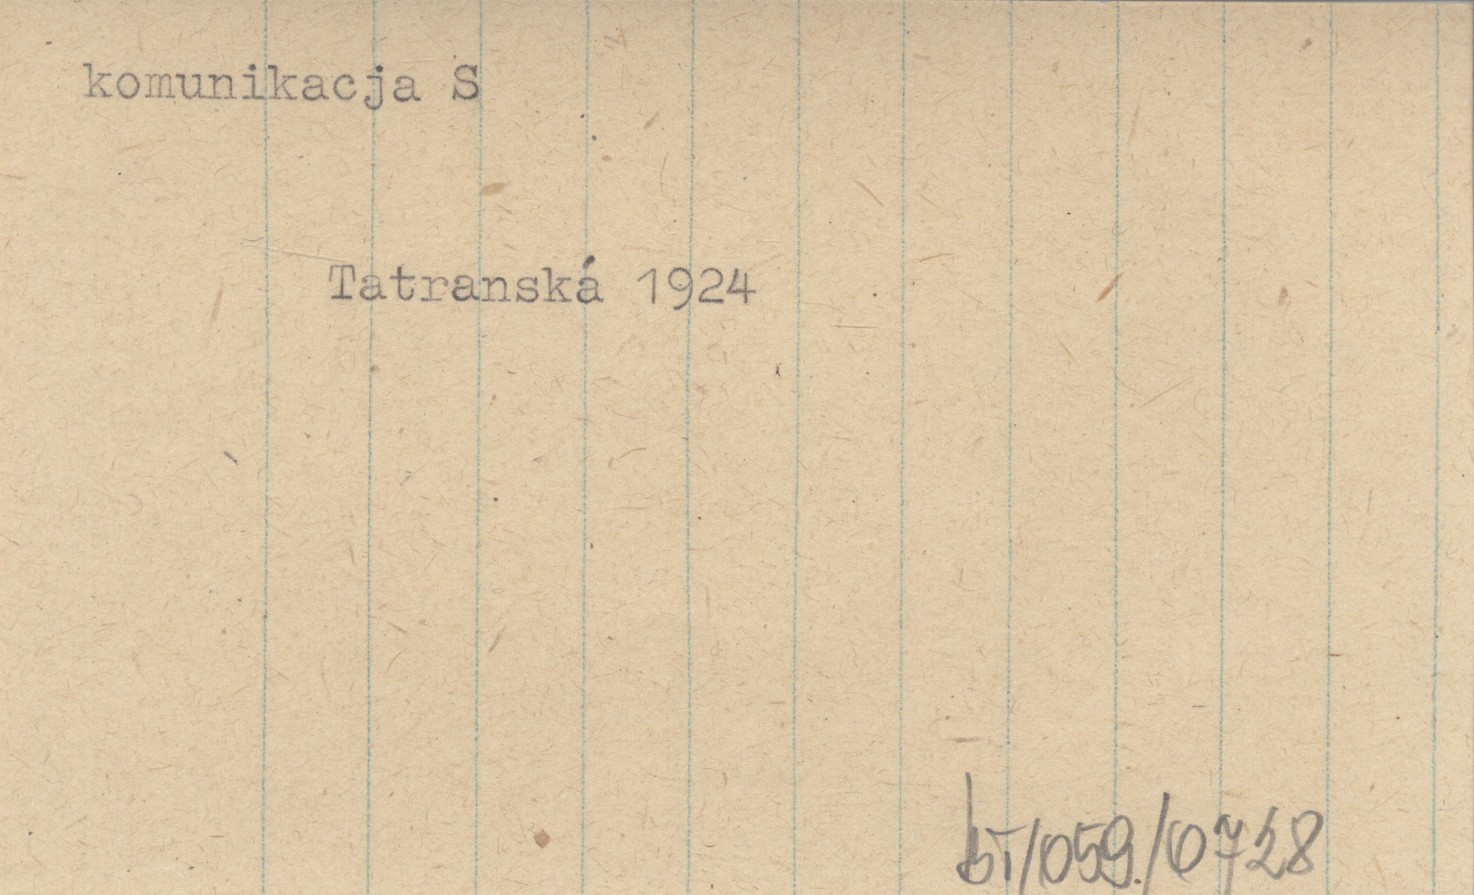 komunikacja S
Tatranská 1924
bT/059./0728